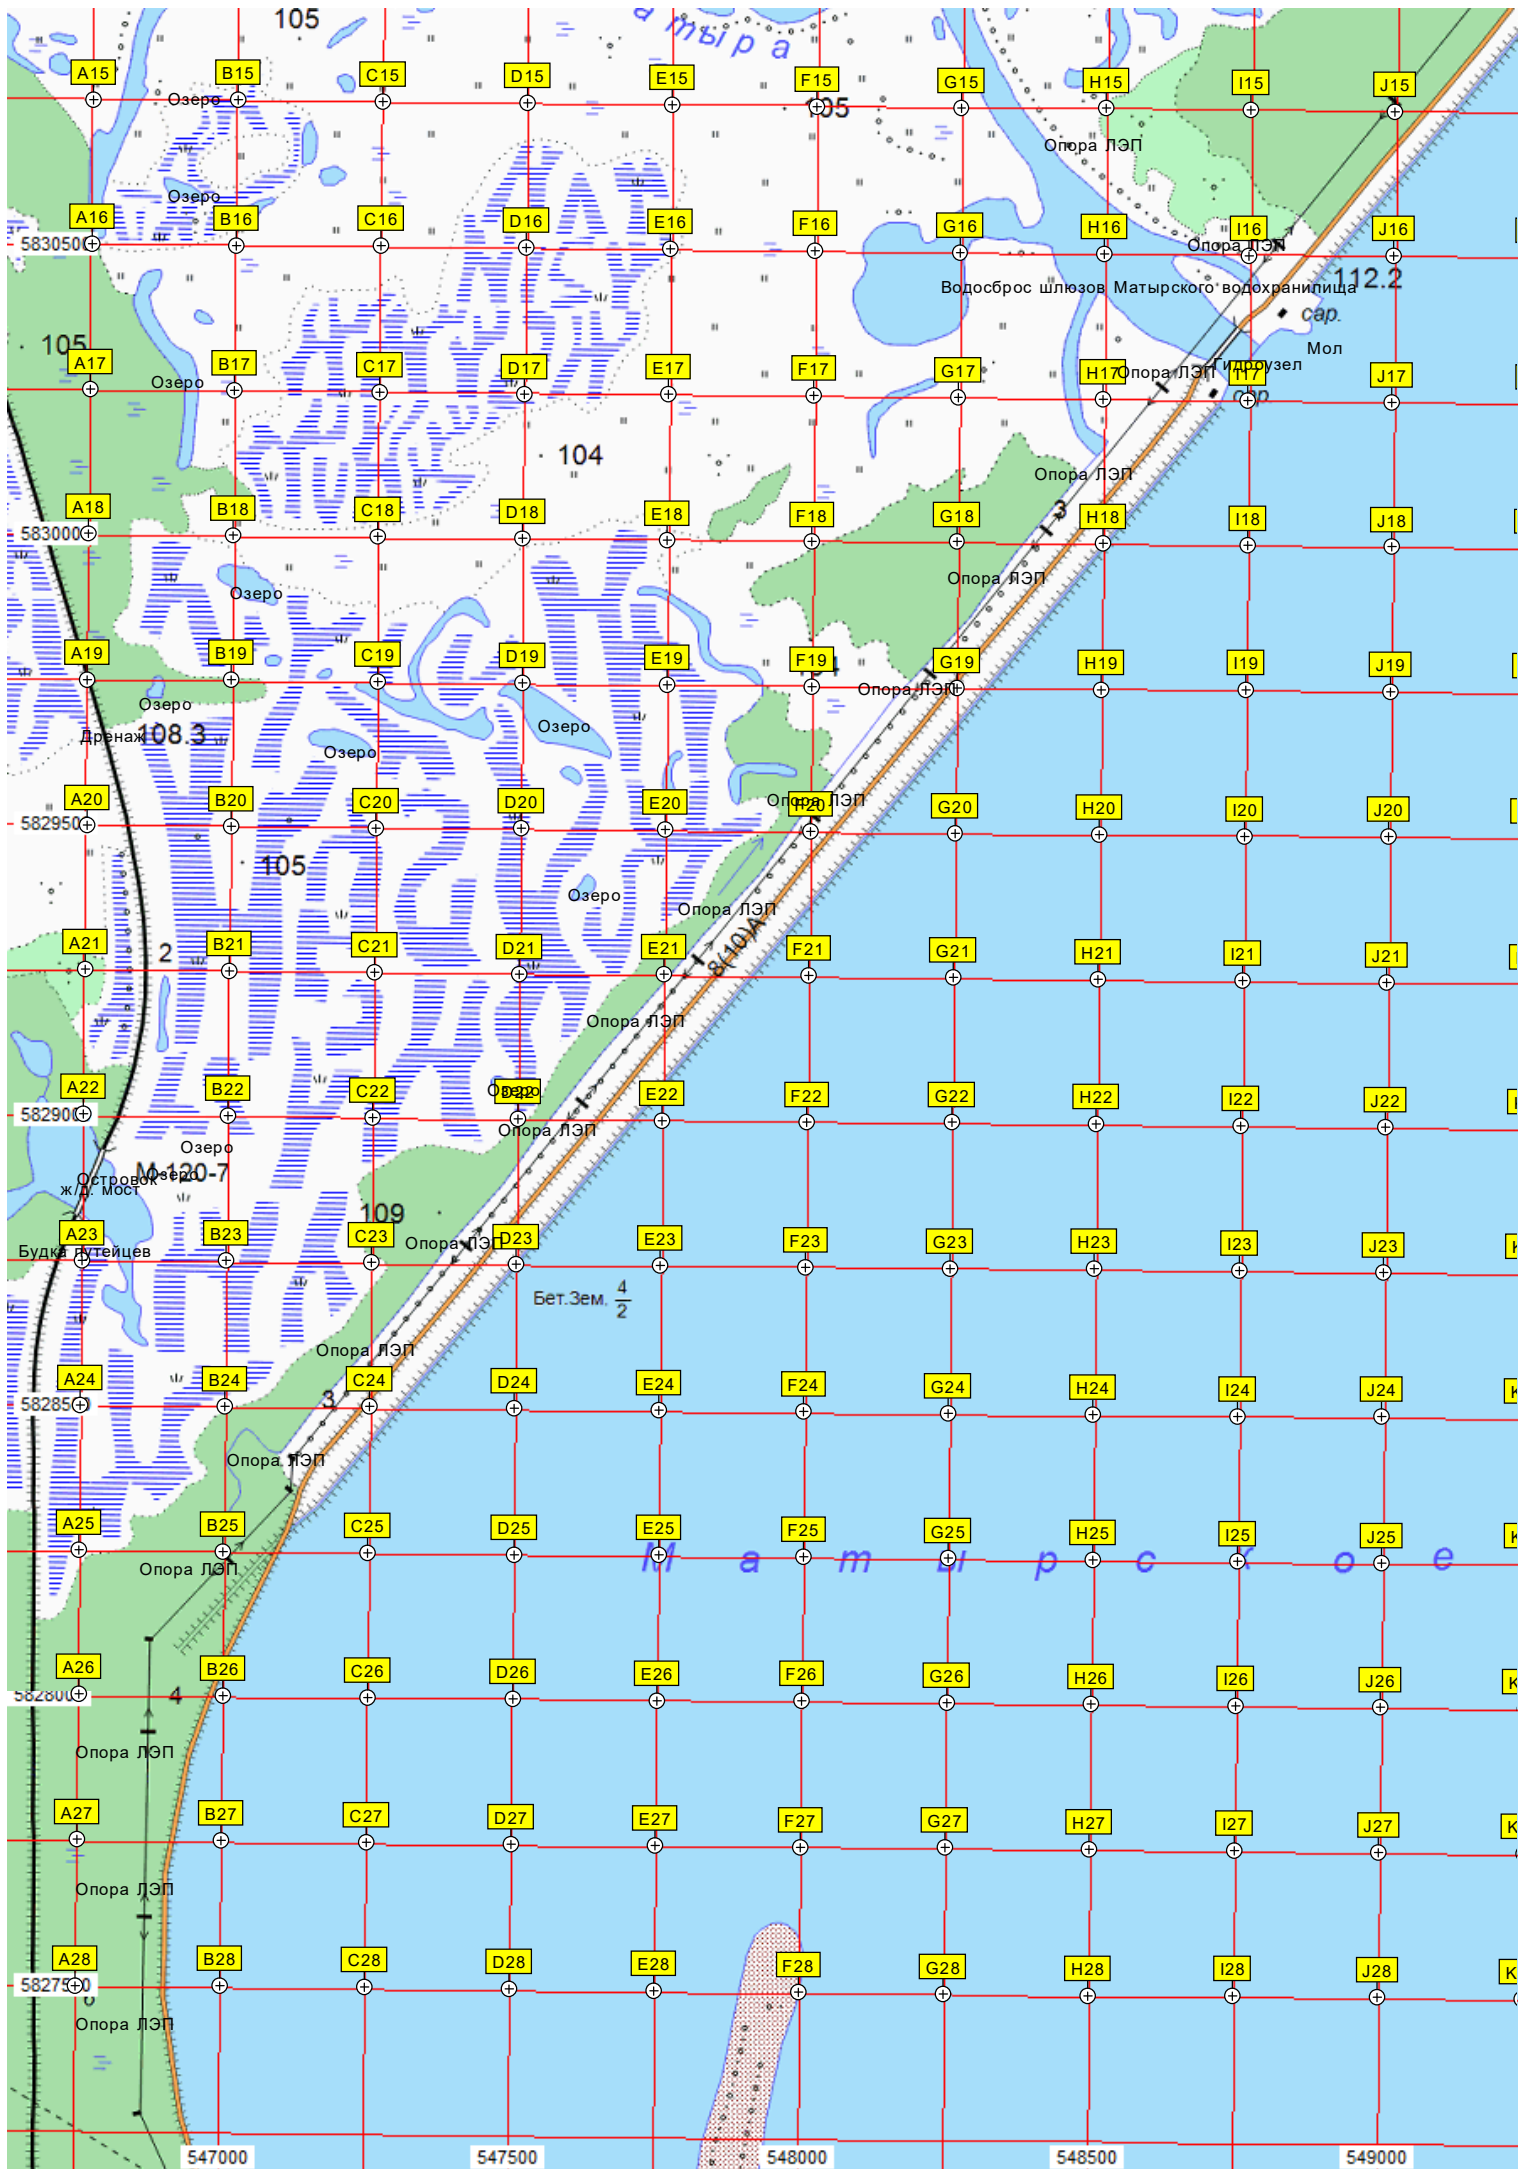 105
а т ы р а
A15 B15 C15 D15 E15 F15 G15 H15 I15 J15
Озеро
105
Опора ЛЭП
Озеро
A16 B16 C16 D16 E16 F16 G16 H16 I16 J16
5830500
Опора ЛЭП
Водосброс шлюзов Матырского водохранилища
112.2
сар.
105
Мол
A17 B17 C17 D17 E17 F17 G17 H17 I17 J17
Гидроузел
Опора ЛЭП
Озеро
сар.
104
Опора ЛЭП
A18 B18 C18 D18 E18 F18 G18 H18 I18 J18
3
583000
Опора ЛЭП
Озеро
A19 B19 C19 D19 E19 F19 G19 H19 I19 J19
Опора ЛЭП
Озеро
Озеро
Дренаж
108.3
Озеро
A20 B20 C20 D20 E20 F20 G20 H20 I20 J20
Опора ЛЭП
582950
105
Озеро
Опора ЛЭП
A21 B21 C21 D21 E21 F21 G21 H21 I21 J21
8(10)А
2
Опора ЛЭП
A22 B22 C22 D22 E22 F22 G22 H22 I22 J22
Озеро
582900
Опора ЛЭП
Озеро
М-120-7
Озеро
Островок
ж/д. мост
109
A23 B23 C23 D23 E23 F23 G23 H23 I23 J23
Опора ЛЭП
Будка путейцев
Бет.Зем. 4/2
Опора ЛЭП
A24 B24 C24 D24 E24 F24 G24 H24 I24 J24
3
Опора ЛЭП
A25 B25 C25 D25 E25 F25 G25 H25 I25 J25
М а т ы р с к о е
Опора ЛЭП
A26 B26 C26 D26 E26 F26 G26 H26 I26 J26
582800
4
Опора ЛЭП
A27 B27 C27 D27 E27 F27 G27 H27 I27 J27
Опора ЛЭП
A28 B28 C28 D28 E28 F28 G28 H28 I28 J28
5827500
Опора ЛЭП
547000 547500 548000 548500 549000